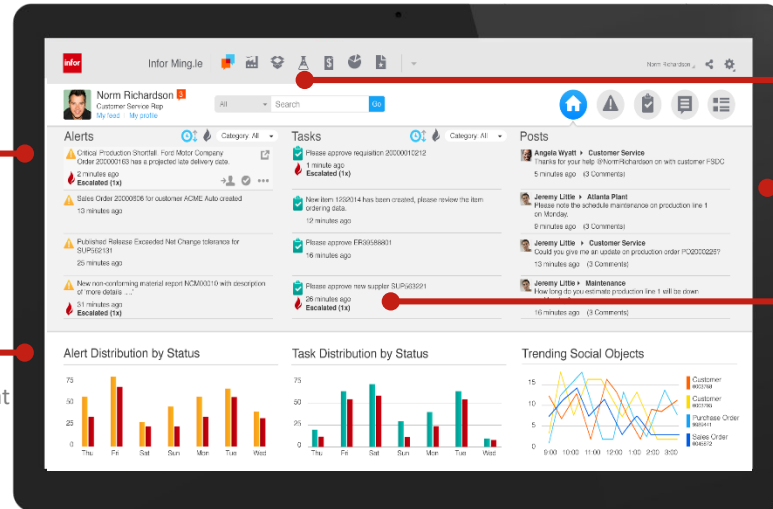 infor
Infor Ming.le
Norm Richardson
Norm Richardson 3
Customer Service Rep
My feed · My profile
All
Search
Go
Alerts
Category: All
Critical Production Shortfall Ford Motor Company
Order 200000163 has a projected late delivery date.
2 minutes ago
Escalated (1x)
Sales Order 20000606 for customer ACME Auto created
13 minutes ago
Published Release Exceeded Net Change tolerance for
SUP562131
25 minutes ago
New non-conforming material report NCM00010 with description
of "more details ...."
31 minutes ago
Escalated (1x)
Tasks
Category: All
Please approve requisition 20000010212
1 minute ago
Escalated (1x)
New item 1232014 has been created, please review the item
ordering data.
12 minutes ago
Please approve ER39586801
16 minutes ago
Please approve new supplier SUP563221
26 minutes ago
Escalated (1x)
Posts
Angela Wyatt ▸ Customer Service
Thanks for your help @NormRichardson on with customer FSDC
5 minutes ago (3 Comments)
Jeremy Little ▸ Atlanta Plant
Please note the schedule maintenance on production line 1
on Monday.
9 minutes ago (3 Comments)
Jeremy Little ▸ Customer Service
Could you give me an update on production order PO2000226?
13 minutes ago (3 Comments)
Jeremy Little ▸ Maintenance
How long do you estimate production line 1 will be down
16 minutes ago (3 Comments)
Alert Distribution by Status
75
50
25
0
Thu Fri Sat Sun Mon Tue Wed
Task Distribution by Status
75
50
25
0
Thu Fri Sat Sun Mon Tue Wed
Trending Social Objects
15
10
5
0
9:00 10:00 11:00 12:00 1:00 2:00 3:00
Customer
Customer
Purchase Order
Sales Order
nt